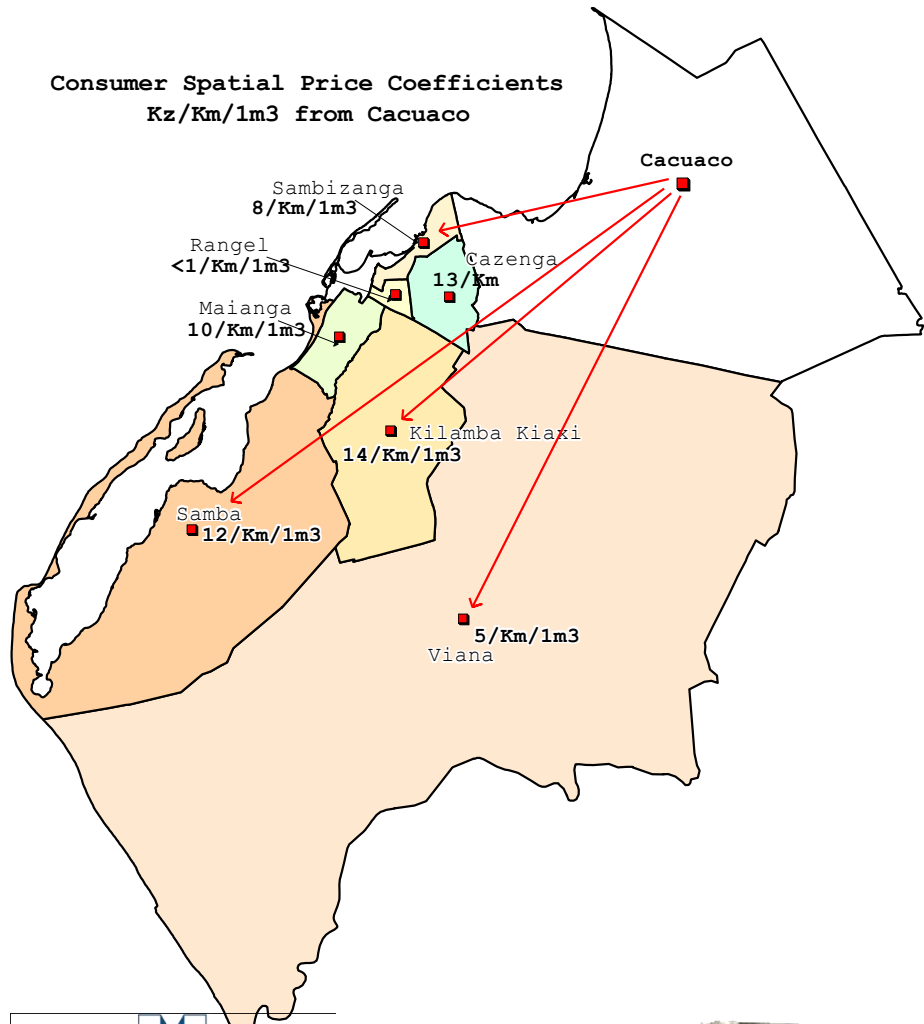 Consumer Spatial Price Coefficients
Kz/Km/1m3 from Cacuaco
Cacuaco
Sambizanga
8/Km/1m3
Rangel
<1/Km/1m3
Cazenga
13/Km
Maianga
10/Km/1m3
Kilamba Kiaxi
14/Km/1m3
Samba
12/Km/1m3
5/Km/1m3
Viana